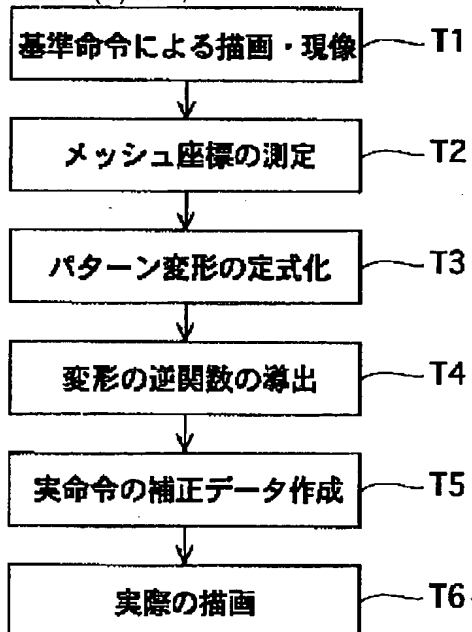 基準命令による描画・現像 T1
メッシュ座標の測定 T2
パターン変形の定式化 T3
変形の逆関数の導出 T4
実命令の補正データ作成 T5
実際の描画 T6